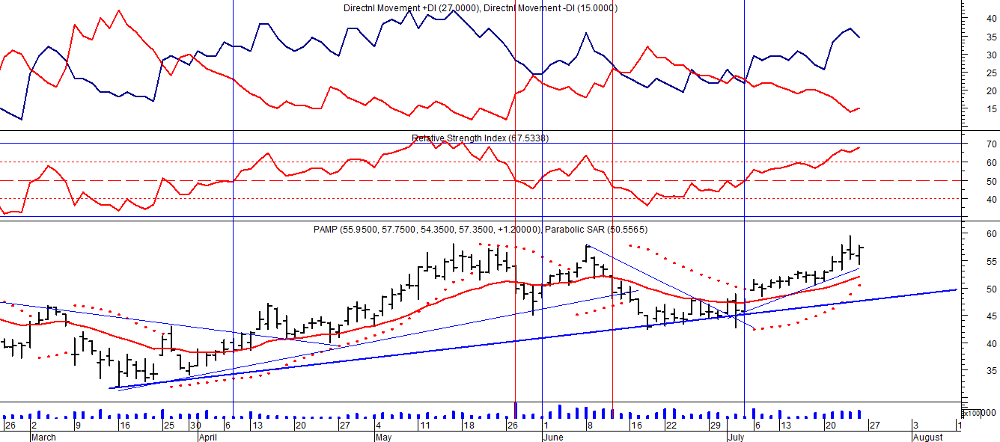 Directnl Movement +DI (27.0000), Directnl Movement -DI (15.0000)
40
35
30
25
20
15
Relative Strength Index (67.5338)
70
60
50
40
PAMP (55.9500, 57.7500, 54.3500, 57.3500, +1.20000), Parabolic SAR (50.5565)
60
55
50
45
40
35
x100 000
26 2 9 16 25 30 6 13 20 27 4 11 18 26 1 8 16 22 29 6 13 20 27 3 1
March April May June July August